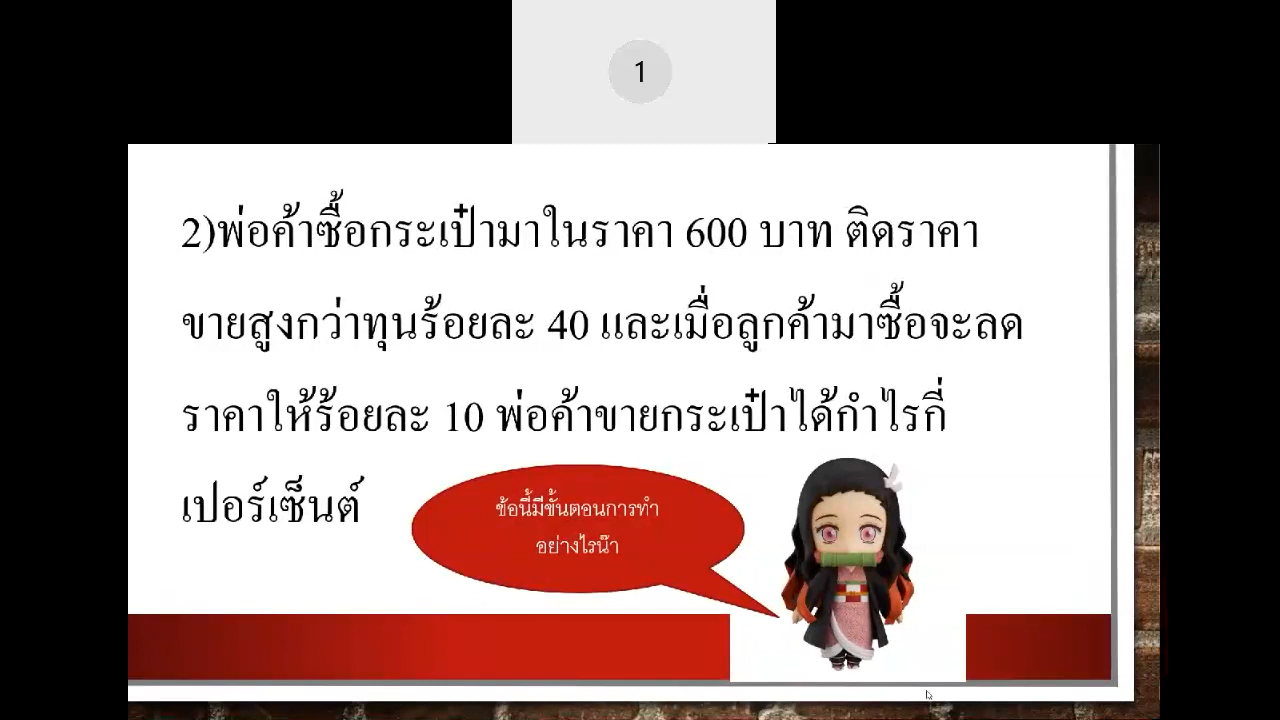 1
2)พ่อค้าซื้อกระเป๋ามาในราคา 600 บาท ติดราคา
ขายสูงกว่าทุนร้อยละ 40 และเมื่อลูกค้ามาซื้อจะลด
ราคาให้ร้อยละ 10 พ่อค้าขายกระเป๋าได้กำไรกี่
เปอร์เซ็นต์
ข้อนี้มีขั้นตอนการทำ
อย่างไรน๊า